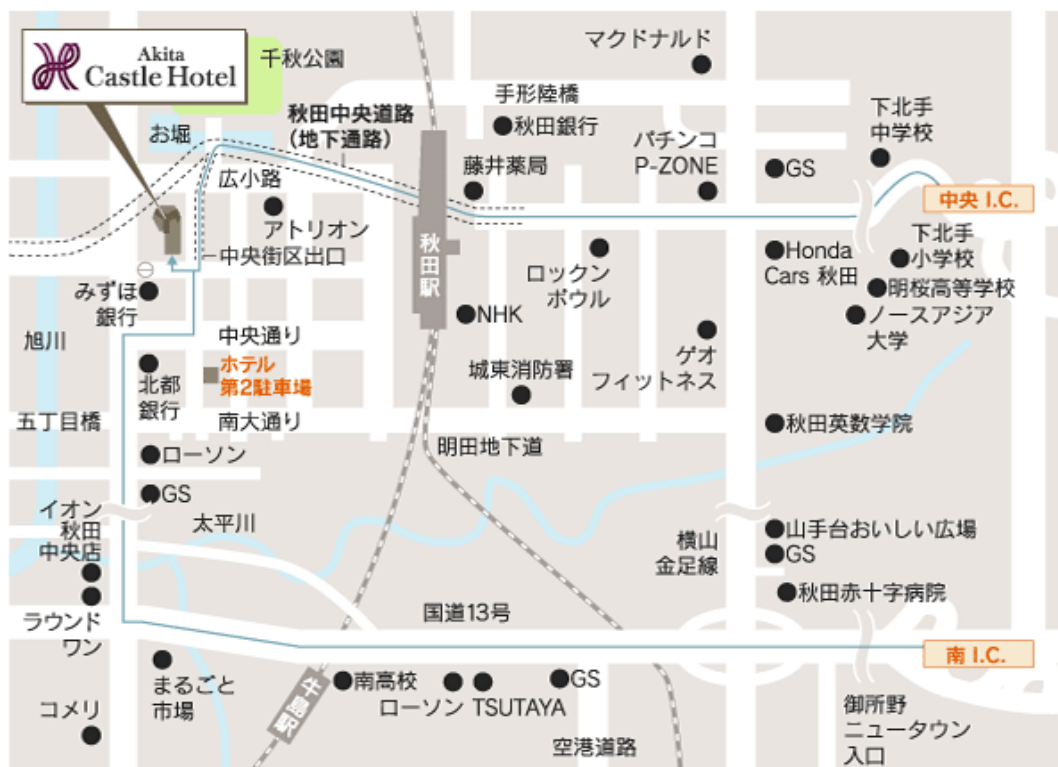 Akita
Castle Hotel
千秋公園
マクドナルド
手形陸橋
秋田中央道路
(地下通路)
お堀
秋田銀行
パチンコ
P-ZONE
下北手
中学校
藤井薬局
GS
広小路
中央 I.C.
アトリオン
中央街区出口
秋田駅
ロックン
ボウル
Honda
Cars 秋田
下北手
小学校
明桜高等学校
みずほ
銀行
NHK
ノースアジア
大学
旭川
中央通り
ホテル
第2駐車場
城東消防署
ゲオ
フィットネス
北都
銀行
五丁目橋
南大通り
秋田英数学院
明田地下道
ローソン
GS
イオン
秋田
中央店
太平川
横山
金足線
山手台おいしい広場
GS
秋田赤十字病院
ラウンド
ワン
国道13号
南 I.C.
まるごと
市場
牛島駅
南高校
ローソン TSUTAYA
GS
コメリ
空港道路
御所野
ニュータウン
入口